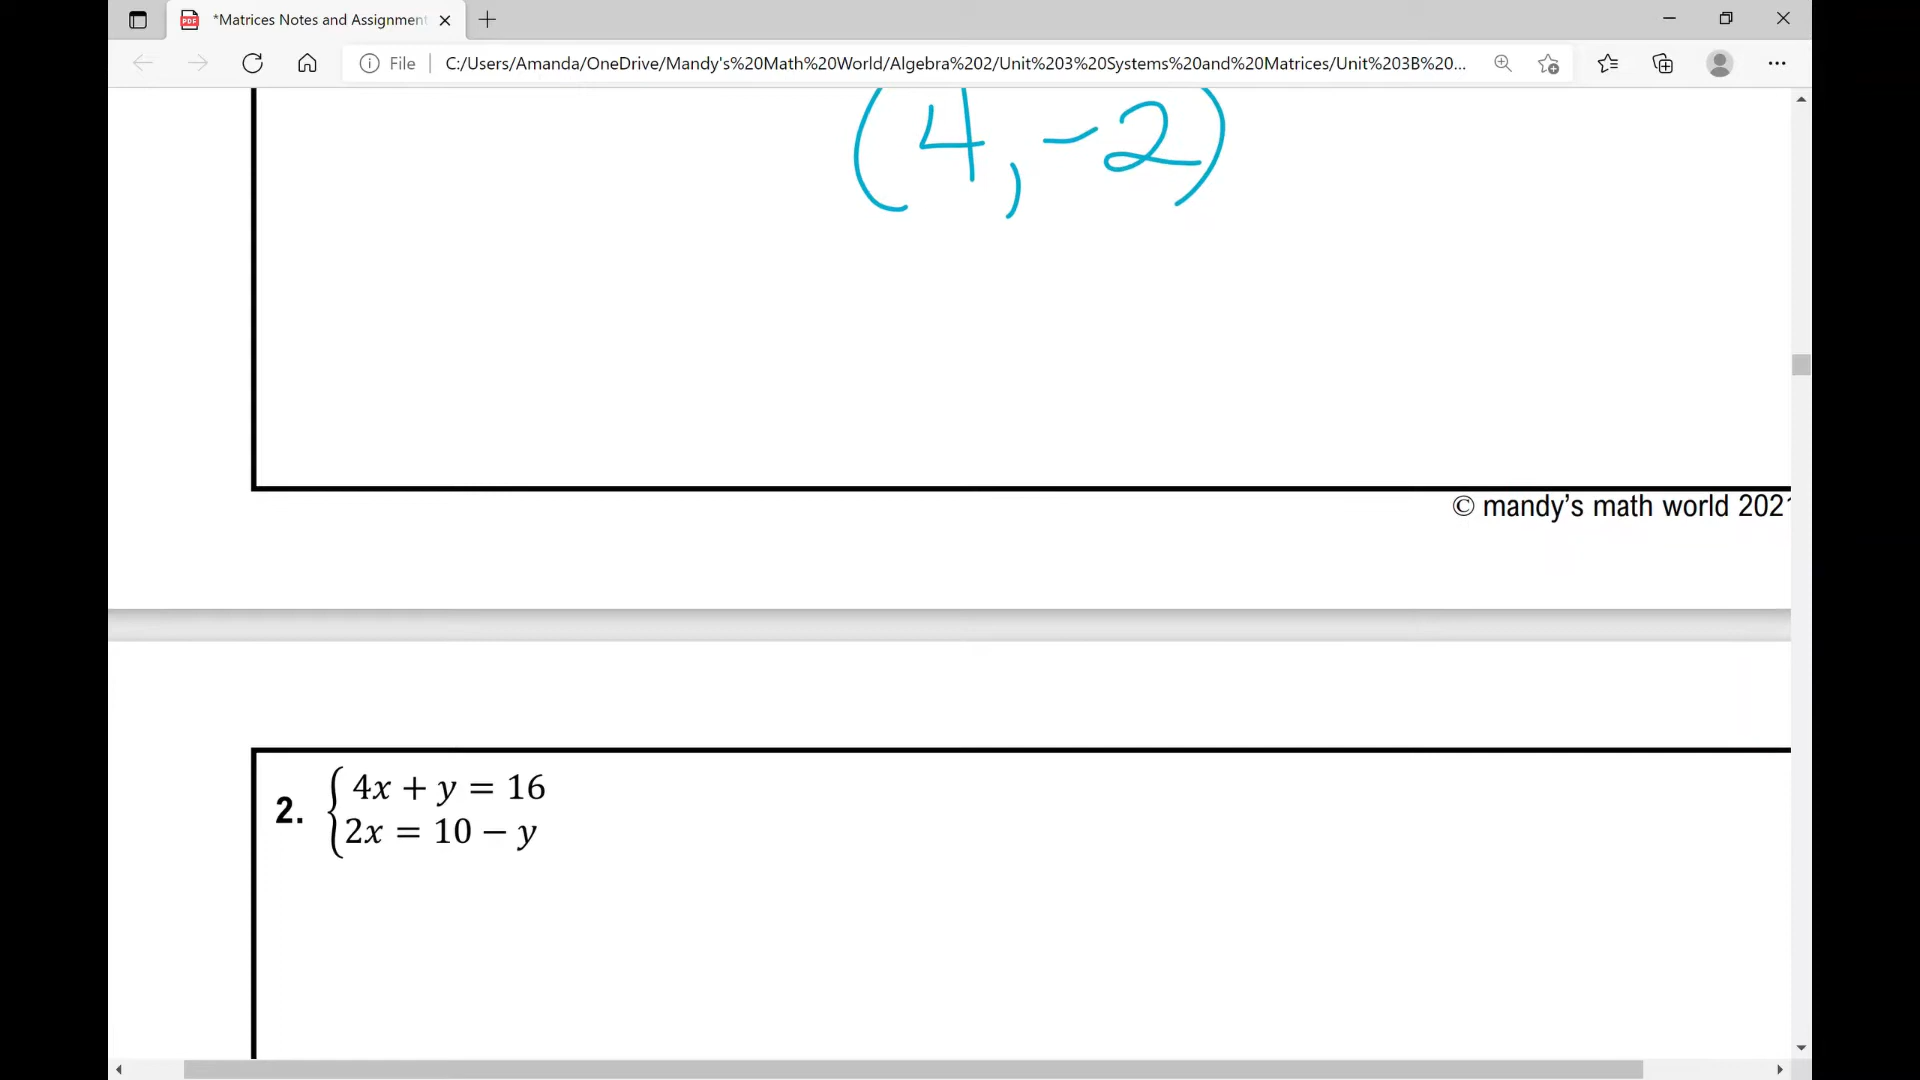 *Matrices Notes and Assignment
File
C:/Users/Amanda/OneDrive/Mandy's%20Math%20World/Algebra%202/Unit%203%20Systems%20and%20Matrices/Unit%203B%20...
(4, -2)
© mandy's math world 2021
2. { 4x + y = 16
2x = 10 − y